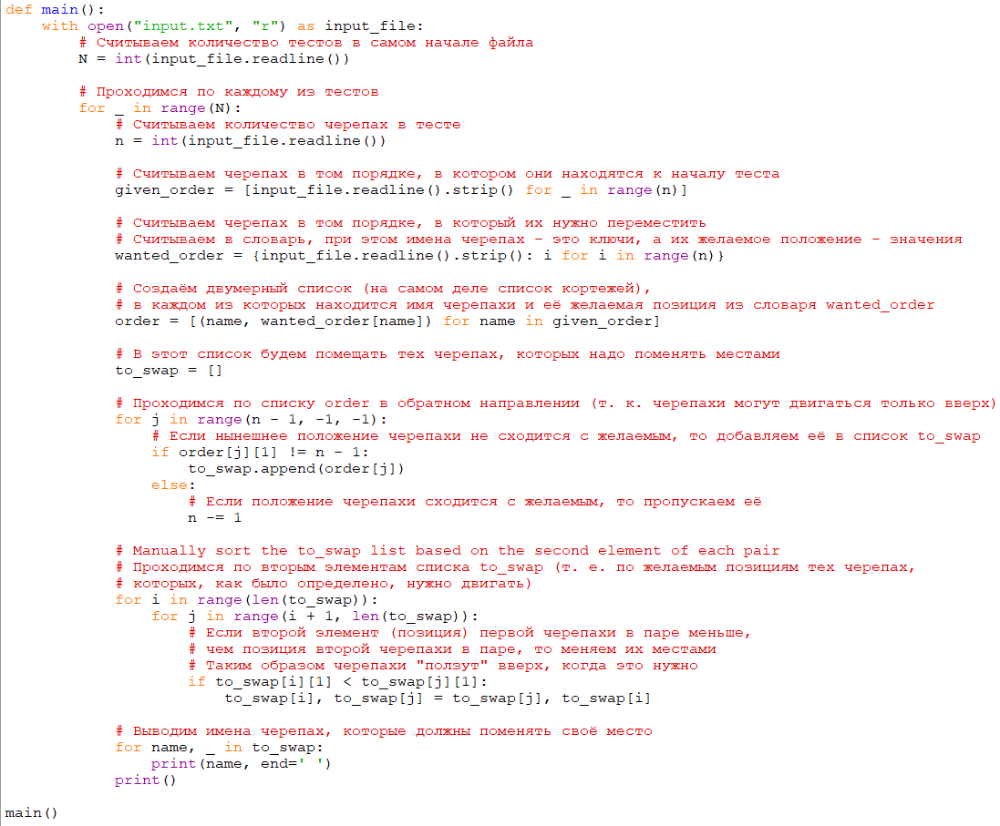 def main():
    with open("input.txt", "r") as input_file:
        # Считываем количество тестов в самом начале файла
        N = int(input_file.readline())

        # Проходимся по каждому из тестов
        for _ in range(N):
            # Считываем количество черепах в тесте
            n = int(input_file.readline())

            # Считываем черепах в том порядке, в котором они находятся к началу теста
            given_order = [input_file.readline().strip() for _ in range(n)]

            # Считываем черепах в том порядке, в который их нужно переместить
            # Считываем в словарь, при этом имена черепах - это ключи, а их желаемое положение - значения
            wanted_order = {input_file.readline().strip(): i for i in range(n)}

            # Создаём двумерный список (на самом деле список кортежей),
            # в каждом из которых находится имя черепахи и её желаемая позиция из словаря wanted_order
            order = [(name, wanted_order[name]) for name in given_order]

            # В этот список будем помещать тех черепах, которых надо поменять местами
            to_swap = []

            # Проходимся по списку order в обратном направлении (т. к. черепахи могут двигаться только вверх)
            for j in range(n - 1, -1, -1):
                # Если нынешнее положение черепахи не сходится с желаемым, то добавляем её в список to_swap
                if order[j][1] != n - 1:
                    to_swap.append(order[j])
                else:
                    # Если положение черепахи сходится с желаемым, то пропускаем её
                    n -= 1

            # Manually sort the to_swap list based on the second element of each pair
            # Проходимся по вторым элементам списка to_swap (т. е. по желаемым позициям тех черепах,
            # которых, как было определено, нужно двигать)
            for i in range(len(to_swap)):
                for j in range(i + 1, len(to_swap)):
                    # Если второй элемент (позиция) первой черепахи в паре меньше,
                    # чем позиция второй черепахи в паре, то меняем их местами
                    # Таким образом черепахи "ползут" вверх, когда это нужно
                    if to_swap[i][1] < to_swap[j][1]:
                        to_swap[i], to_swap[j] = to_swap[j], to_swap[i]

            # Выводим имена черепах, которые должны поменять своё место
            for name, _ in to_swap:
                print(name, end=' ')
            print()

main()